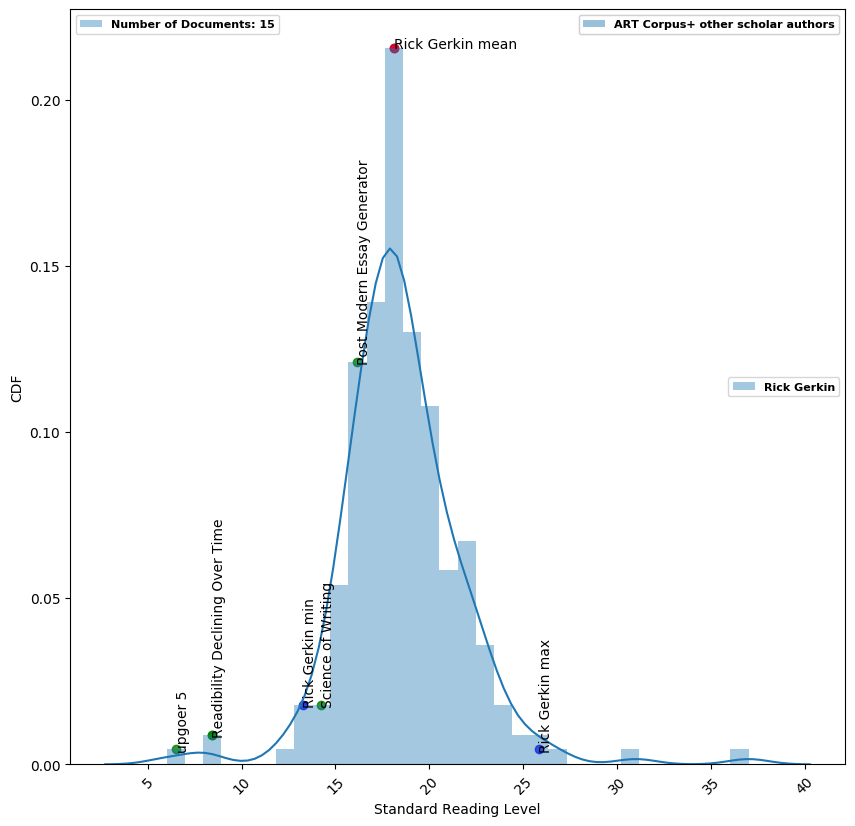 Number of Documents: 15
ART Corpus+ other scholar authors
Rick Gerkin mean
Post Modern Essay Generator
Rick Gerkin
Readibility Declining Over Time
Rick Gerkin min
Science of Writing
Rick Gerkin max
upgoer 5
CDF
0.20
0.15
0.10
0.05
0.00
5
10
15
20
25
30
35
40
Standard Reading Level